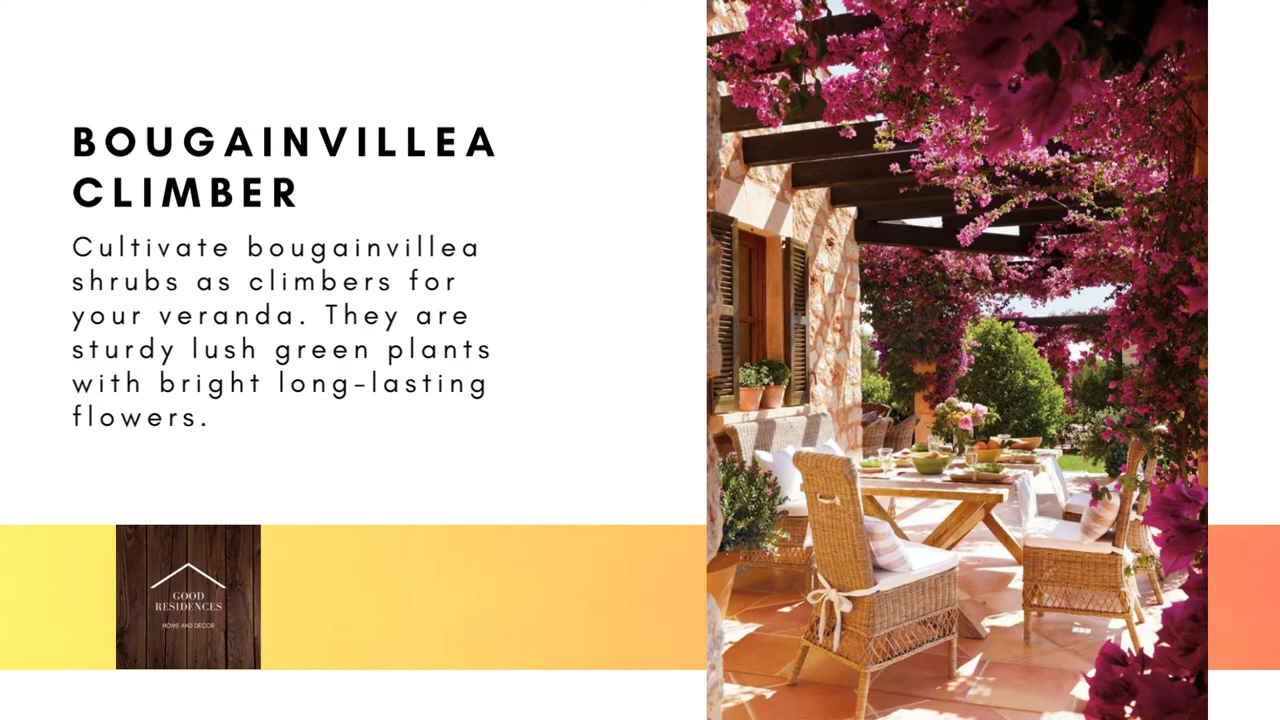 BOUGAINVILLEA
CLIMBER
Cultivate bougainvillea
shrubs as climbers for
your veranda. They are
sturdy lush green plants
with bright long-lasting
flowers.
GOOD
RESIDENCES
HOME AND DECOR